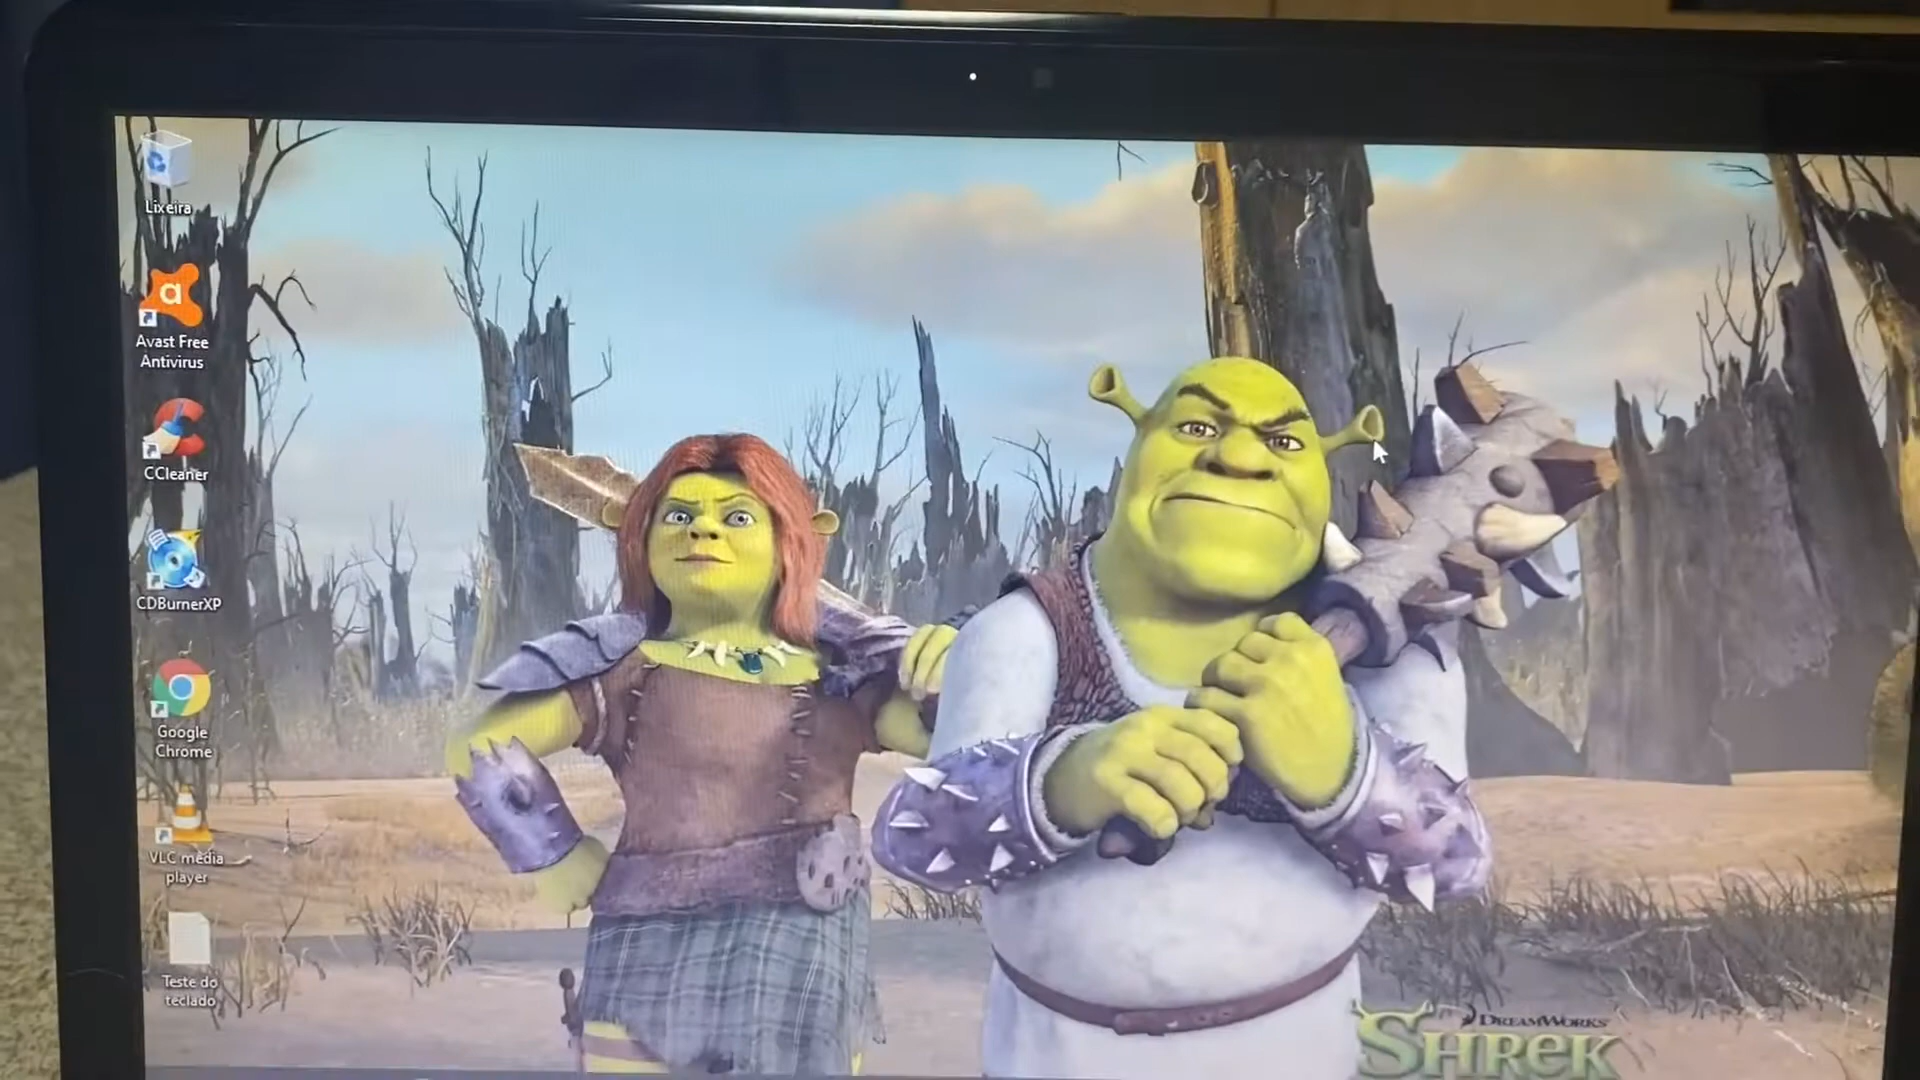 Lixeira
Avast Free
Antivirus
CCleaner
CDBurnerXP
Google
Chrome
VLC media
player
Teste do
teclado
DREAMWORKS
SHREK